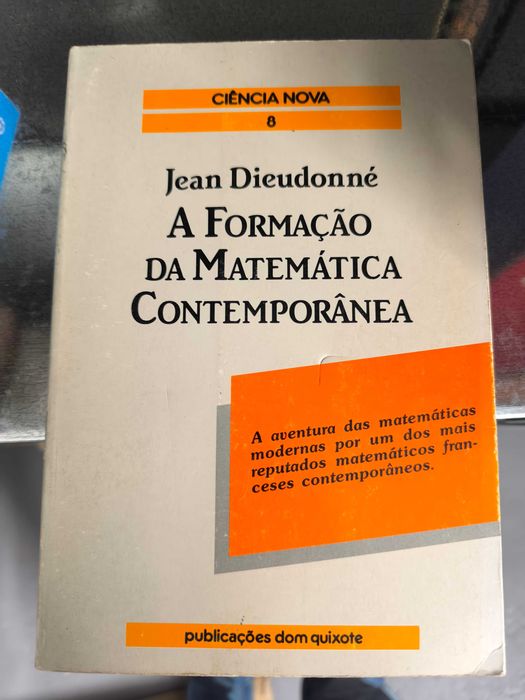 CIÊNCIA NOVA
8
Jean Dieudonné
A FORMAÇÃO
DA MATEMÁTICA
CONTEMPORÂNEA
A aventura das matemáticas
modernas por um dos mais
reputados matemáticos fran-
ceses contemporâneos.
publicações dom quixote